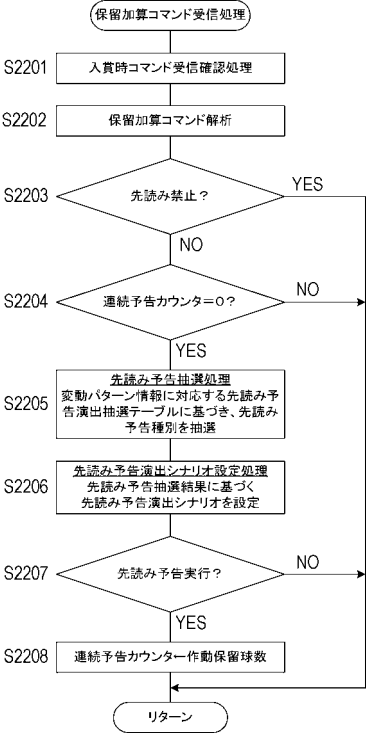 保留加算コマンド受信処理
S2201
入賞時コマンド受信確認処理
S2202
保留加算コマンド解析
S2203
先読み禁止？
YES
NO
S2204
連続予告カウンタ＝0？
NO
YES
S2205
先読み予告抽選処理
変動パターン情報に対応する先読み予
告演出抽選テーブルに基づき、先読み
予告種別を抽選
S2206
先読み予告演出シナリオ設定処理
先読み予告抽選結果に基づく
先読み予告演出シナリオを設定
S2207
先読み予告実行？
NO
YES
S2208
連続予告カウンター作動保留球数
リターン